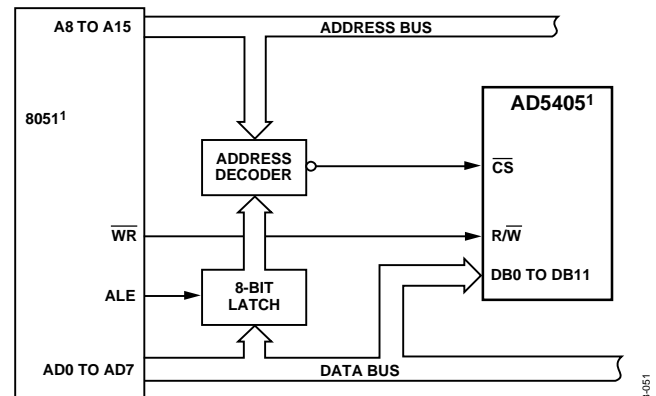 A8 TO A15
ADDRESS BUS
8051¹
AD5405¹
ADDRESS
DECODER
CS
WR
R/W
DB0 TO DB11
8-BIT
LATCH
ALE
AD0 TO AD7
DATA BUS